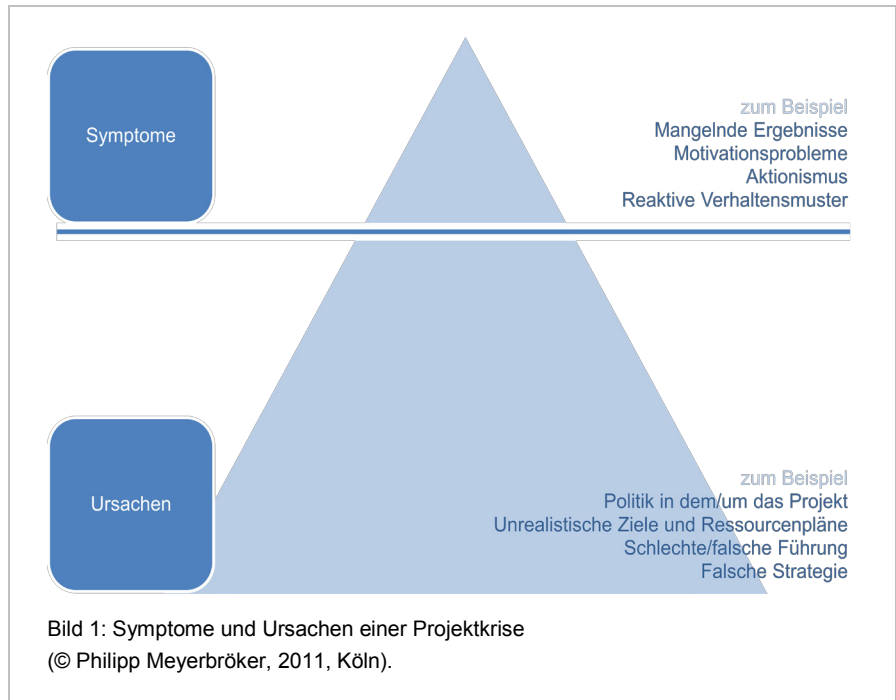 Symptome
zum Beispiel
Mangelnde Ergebnisse
Motivationsprobleme
Aktionismus
Reaktive Verhaltensmuster
Ursachen
zum Beispiel
Politik in dem/um das Projekt
Unrealistische Ziele und Ressourcenpläne
Schlechte/falsche Führung
Falsche Strategie
Bild 1: Symptome und Ursachen einer Projektkrise
(© Philipp Meyerbröker, 2011, Köln).